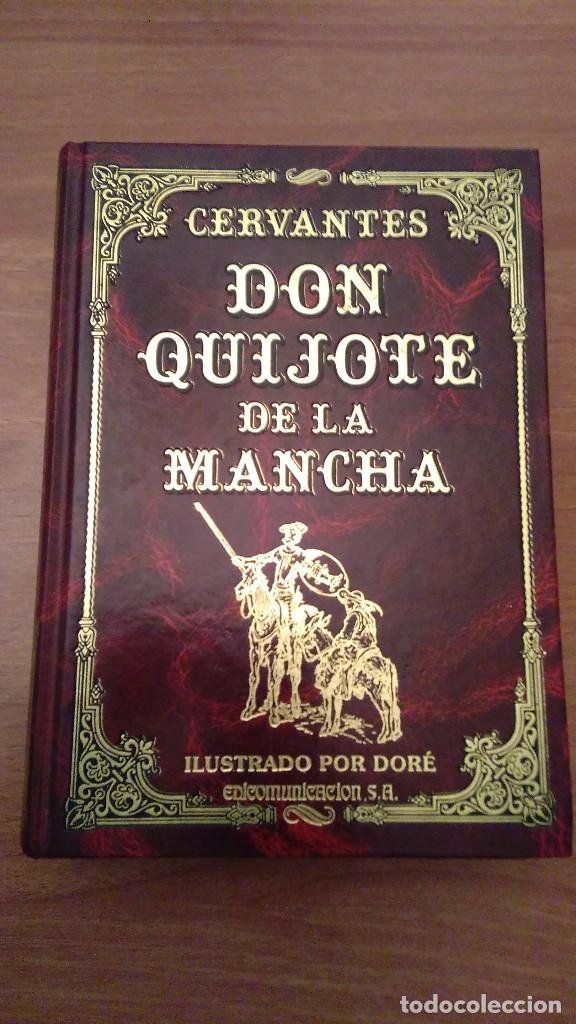 CERVANTES
DON
QUIJOTE
DE LA
MANCHA
ILUSTRADO POR DORÉ
EDICOMUNICACION S.A.
todocoleccion